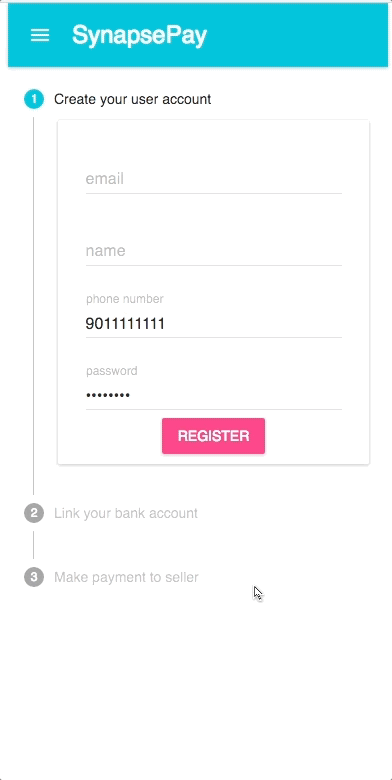 SynapsePay
1 Create your user account
email
name
phone number
9011111111
password
••••••••
REGISTER
2 Link your bank account
3 Make payment to seller